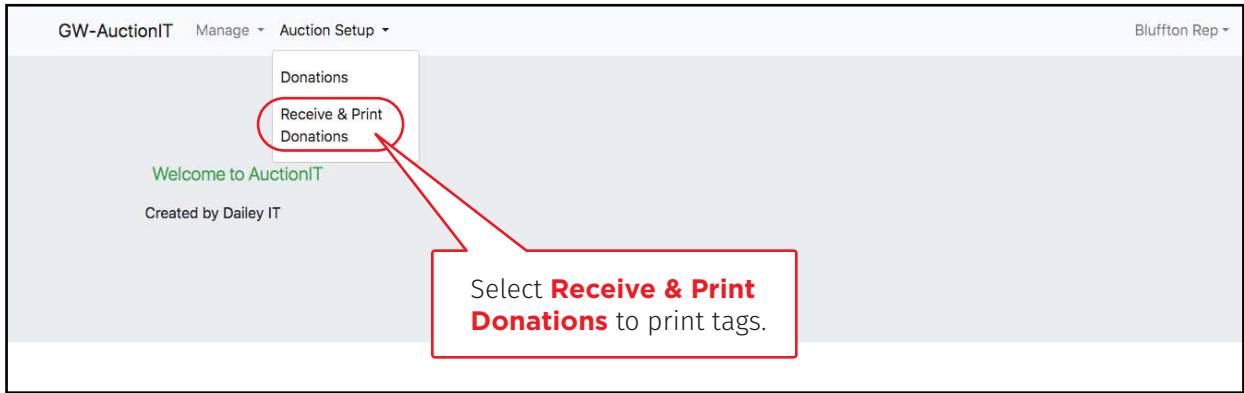 GW-AuctionIT Manage Auction Setup Bluffton Rep
Donations
Receive & Print
Donations
Welcome to AuctionIT
Created by Dailey IT
Select Receive & Print
Donations to print tags.